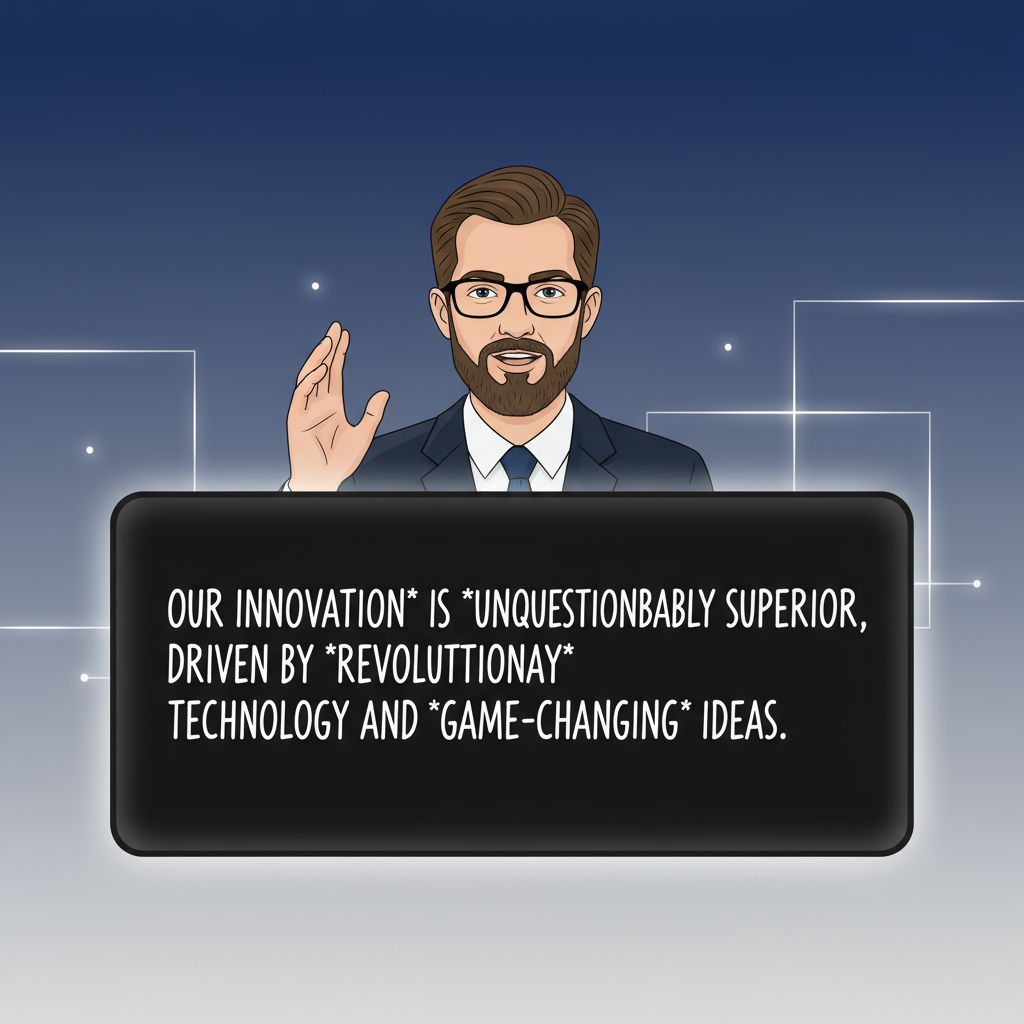 OUR INNOVATION* IS *UNQUESTIONBABLY SUPERIOR,
DRIVEN BY *REVOLUTTIONAY*
TECHNOLOGY AND *GAME-CHANGING* IDEAS.